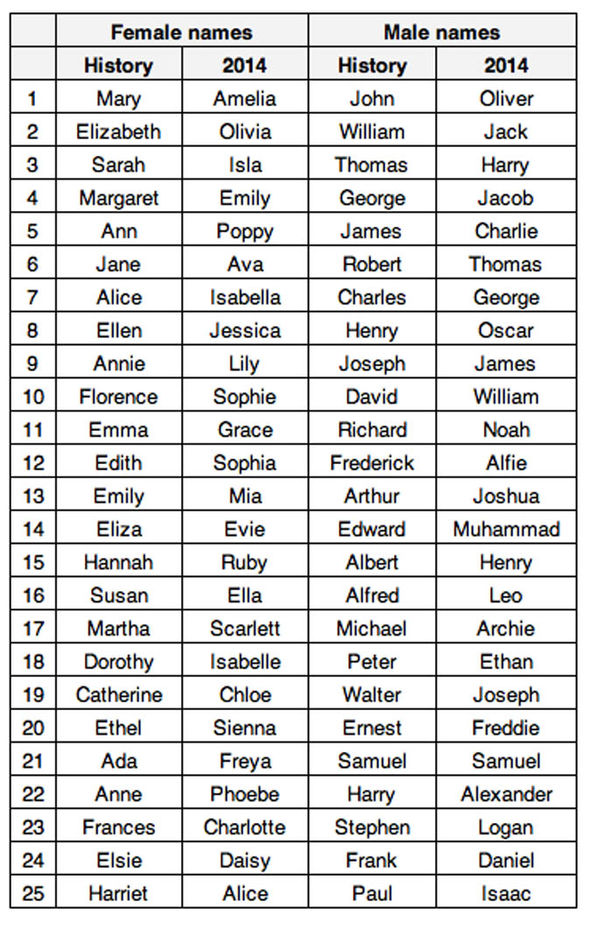 Female names Male names
History 2014 History 2014
1 Mary Amelia John Oliver
2 Elizabeth Olivia William Jack
3 Sarah Isla Thomas Harry
4 Margaret Emily George Jacob
5 Ann Poppy James Charlie
6 Jane Ava Robert Thomas
7 Alice Isabella Charles George
8 Ellen Jessica Henry Oscar
9 Annie Lily Joseph James
10 Florence Sophie David William
11 Emma Grace Richard Noah
12 Edith Sophia Frederick Alfie
13 Emily Mia Arthur Joshua
14 Eliza Evie Edward Muhammad
15 Hannah Ruby Albert Henry
16 Susan Ella Alfred Leo
17 Martha Scarlett Michael Archie
18 Dorothy Isabelle Peter Ethan
19 Catherine Chloe Walter Joseph
20 Ethel Sienna Ernest Freddie
21 Ada Freya Samuel Samuel
22 Anne Phoebe Harry Alexander
23 Frances Charlotte Stephen Logan
24 Elsie Daisy Frank Daniel
25 Harriet Alice Paul Isaac